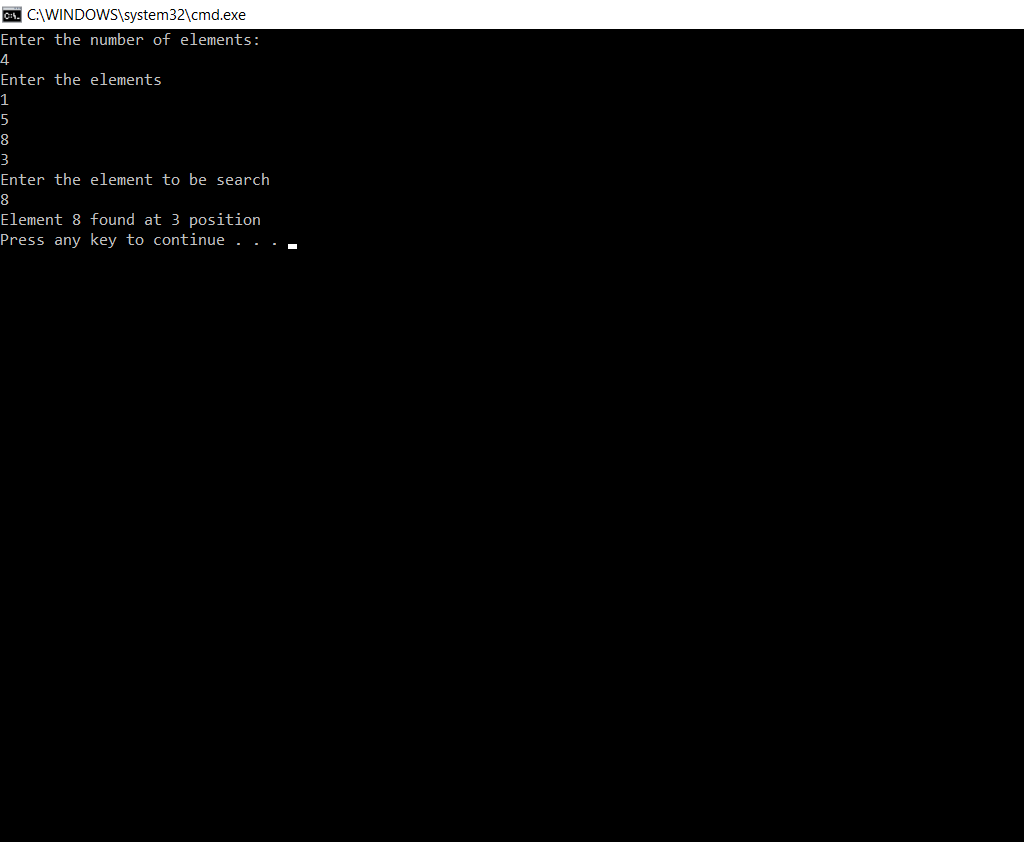 C:\WINDOWS\system32\cmd.exe
Enter the number of elements:
4
Enter the elements
1
5
8
3
Enter the element to be search
8
Element 8 found at 3 position
Press any key to continue . . .